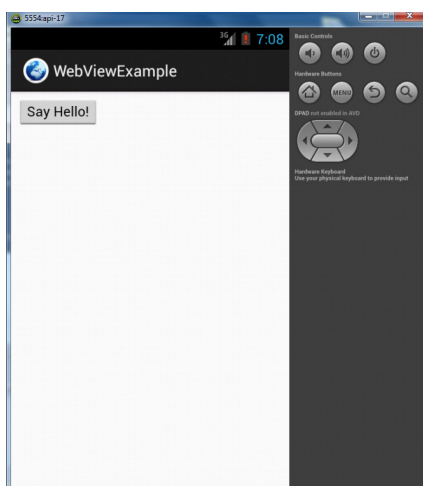 5554:api-17
3G 7:08
WebViewExample
Say Hello!
Basic Controls
Hardware Buttons
MENU
DPAD not enabled in AVD
Hardware Keyboard
Use your physical keyboard to provide input